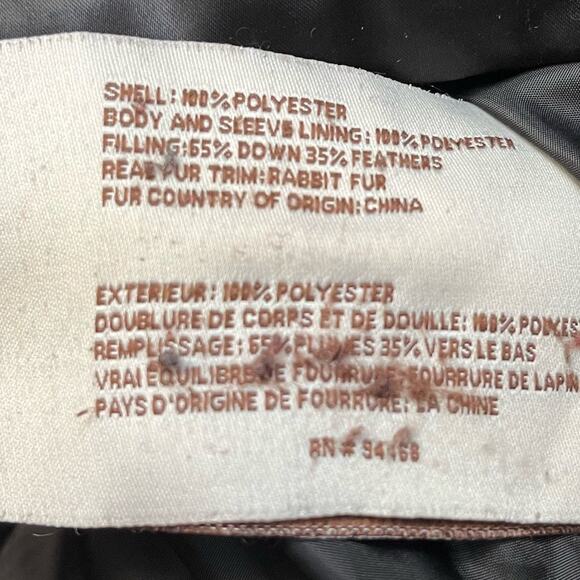 SHELL: 100% POLYESTER
BODY AND SLEEVS LINING: 100% POLYESTER
FILLING: 65% DOWN 35% FEATHERS
REAL FUR TRIM: RABBIT FUR
FUR COUNTRY OF ORIGIN: CHINA
EXTERIEUR: 100% POLYESTER
DOUBLURE DE CORPS ET DE DOUILLE: 100% POLYES
REMPLISSAGE: 65% PLUMES 35% VERS LE BAS
VRAI EQUILIBRE DE FOURRURE: FOURRURE DE LAPIN
PAYS D'ORIGINE DE FOURRURE: LA CHINE
RN #